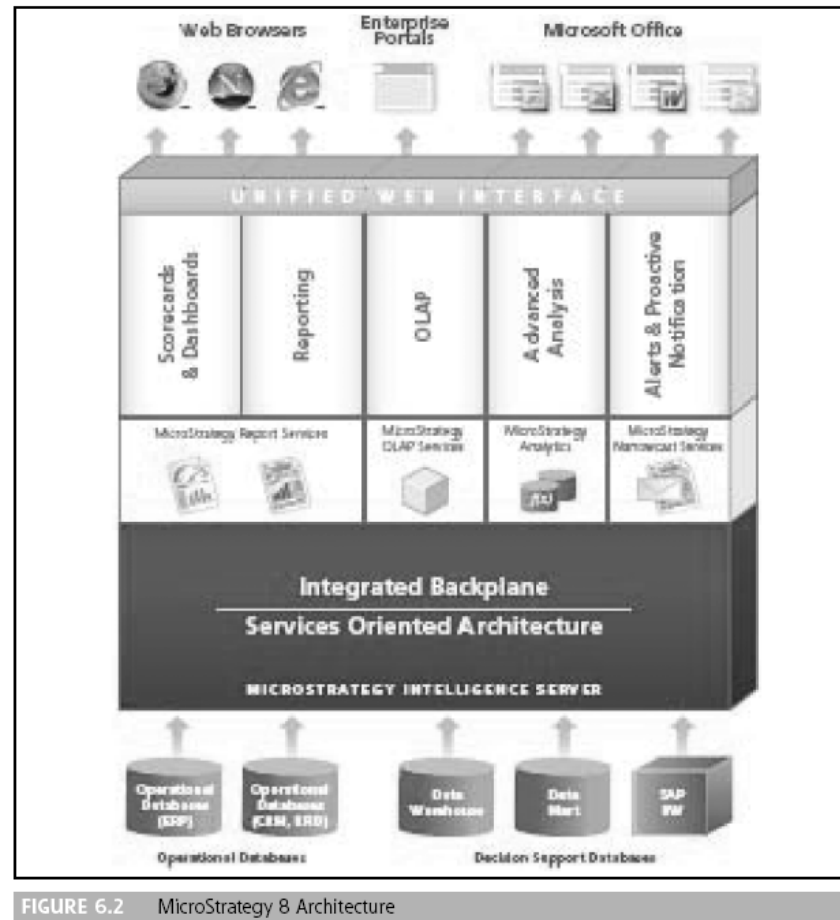 Web Browsers
Enterprise
Portals
Microsoft Office
UNIFIED WEB INTERFACE
Scorecards
& Dashboards
Reporting
OLAP
Advanced
Analysis
Alerts & Proactive
Notification
MicroStrategy Report Services
MicroStrategy
OLAP Services
MicroStrategy
Analytics
MicroStrategy
Narrowcast Services
f(x)
Integrated Backplane
Services Oriented Architecture
MICROSTRATEGY INTELLIGENCE SERVER
Operational
Database
(ERP)
Operational
Databases
Data
Warehouse
Data
Mart
SAP
BW
Operational Databases
Decision Support Databases
FIGURE 6.2 MicroStrategy 8 Architecture